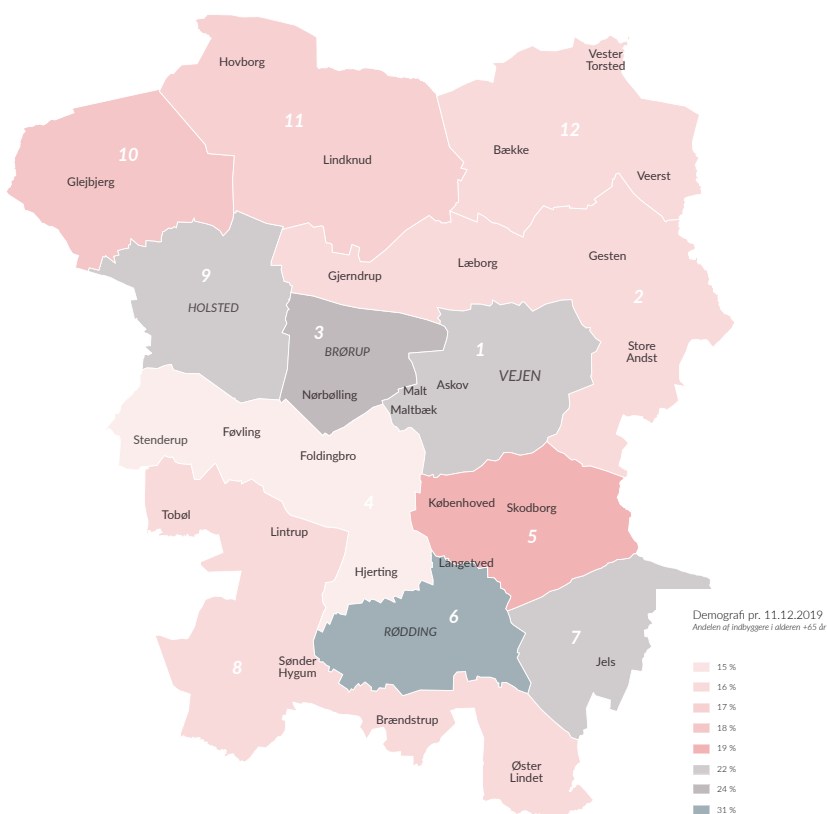 Vester
Torsted
Hovborg
11
12
Bække
10
Lindknud
Glejbjerg
Veerst
Læborg
Gesten
9
Gjerndrup
2
HOLSTED
3
BRØRUP
1
Store
Andst
VEJEN
Askov
Malt
Nørbølling
Maltbæk
Føvling
Stenderup
Foldingbro
4
Københoved
Skodborg
Tobøl
Lintrup
5
Langetved
Hjerting
6
RØDDING
7
8
Sønder
Hygum
Jels
Brændstrup
Øster
Lindet
Demografi pr. 11.12.2019
Andelen af indbyggere i alderen +65 år
15 %
16 %
17 %
18 %
19 %
22 %
24 %
31 %